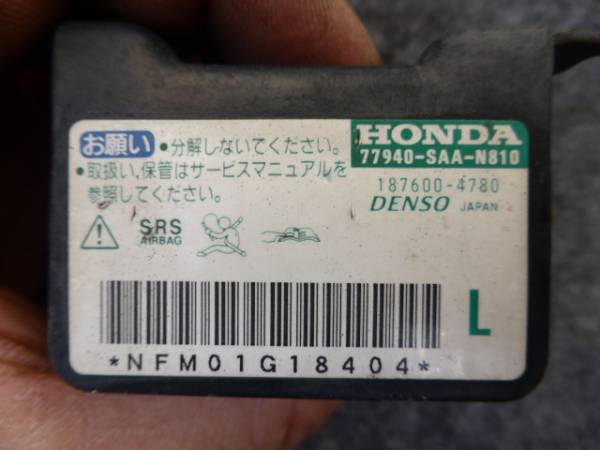 お願い
•分解しないでください。
•取扱い、保管はサービスマニュアルを
参照してください。
HONDA
77940-SAA-N810
187600-4780
DENSO JAPAN
SRS
AIRBAG
L
*NFM01G18404*